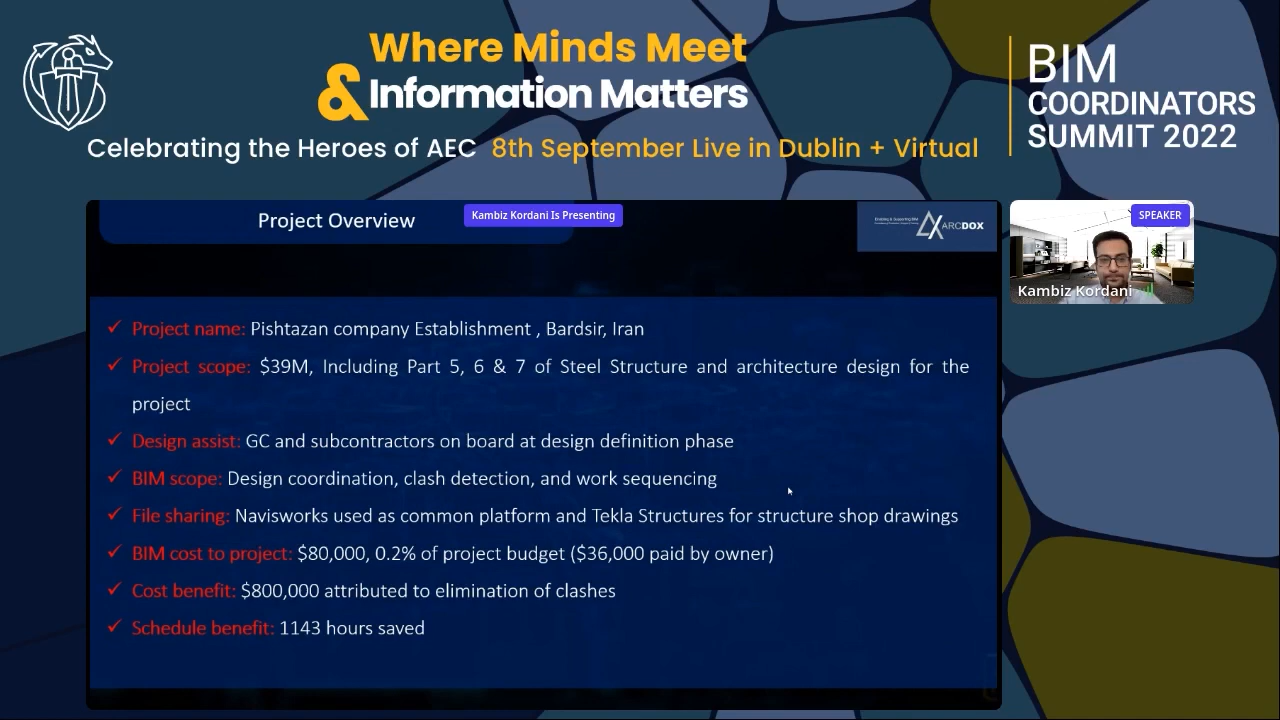 Where Minds Meet
& Information Matters
Celebrating the Heroes of AEC 8th September Live in Dublin + Virtual
BIM
COORDINATORS
SUMMIT 2022
Project Overview
Kambiz Kordani Is Presenting
ARCDOX
SPEAKER
Kambiz Kordani
✓ Project name: Pishtazan company Establishment , Bardsir, Iran
✓ Project scope: $39M, Including Part 5, 6 & 7 of Steel Structure and architecture design for the
project
✓ Design assist: GC and subcontractors on board at design definition phase
✓ BIM scope: Design coordination, clash detection, and work sequencing
✓ File sharing: Navisworks used as common platform and Tekla Structures for structure shop drawings
✓ BIM cost to project: $80,000, 0.2% of project budget ($36,000 paid by owner)
✓ Cost benefit: $800,000 attributed to elimination of clashes
✓ Schedule benefit: 1143 hours saved